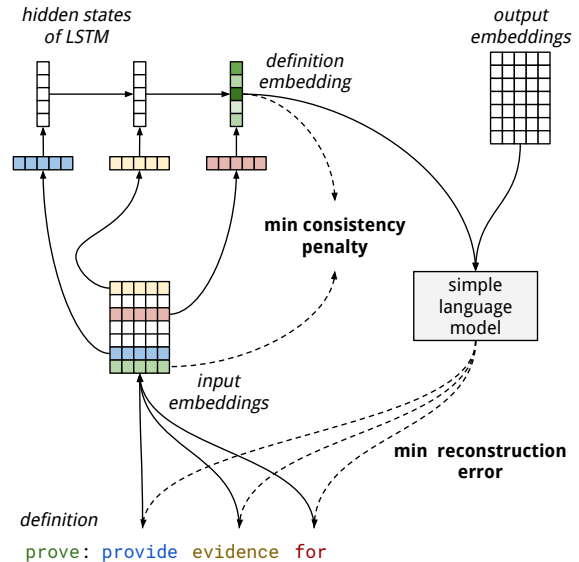 hidden states
of LSTM
output
embeddings
definition
embedding
min consistency
penalty
simple
language
model
input
embeddings
min reconstruction
error
definition
prove: provide evidence for